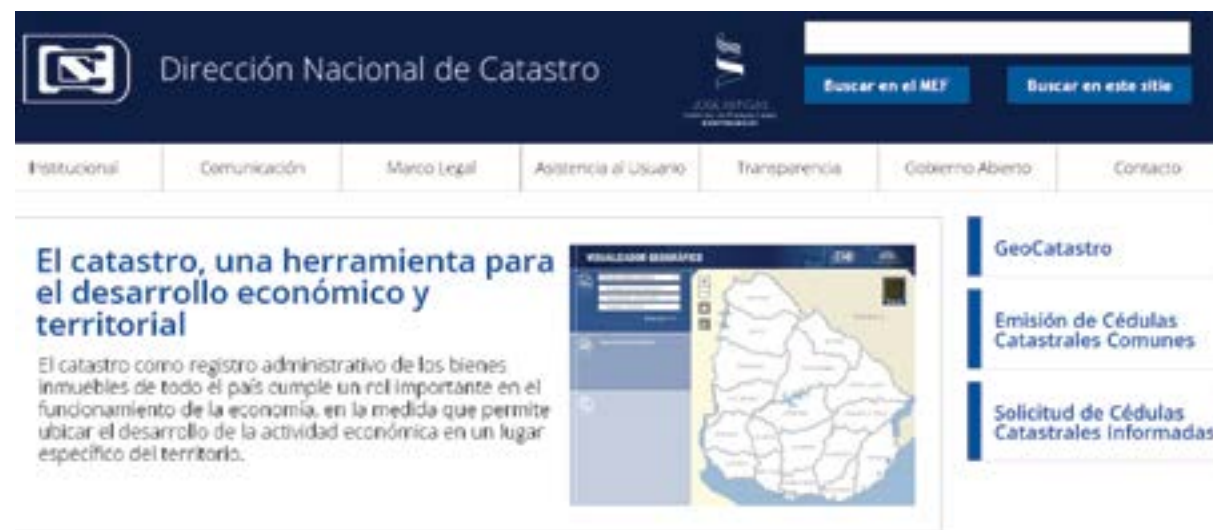 Dirección Nacional de Catastro
Buscar en el MEF
Buscar en este sitio
Institucional
Comunicación
Marco Legal
Asistencia al Usuario
Transparencia
Gobierno Abierto
Contacto
El catastro, una herramienta para
el desarrollo económico y
territorial
El catastro como registro administrativo de los bienes
inmuebles de todo el país cumple un rol importante en el
funcionamiento de la economía, en la medida que permite
ubicar el desarrollo de la actividad económica en un lugar
específico del territorio.
VISUALIZADOR GEOGRÁFICO
GeoCatastro
Emisión de Cédulas
Catastrales Comunes
Solicitud de Cédulas
Catastrales Informadas